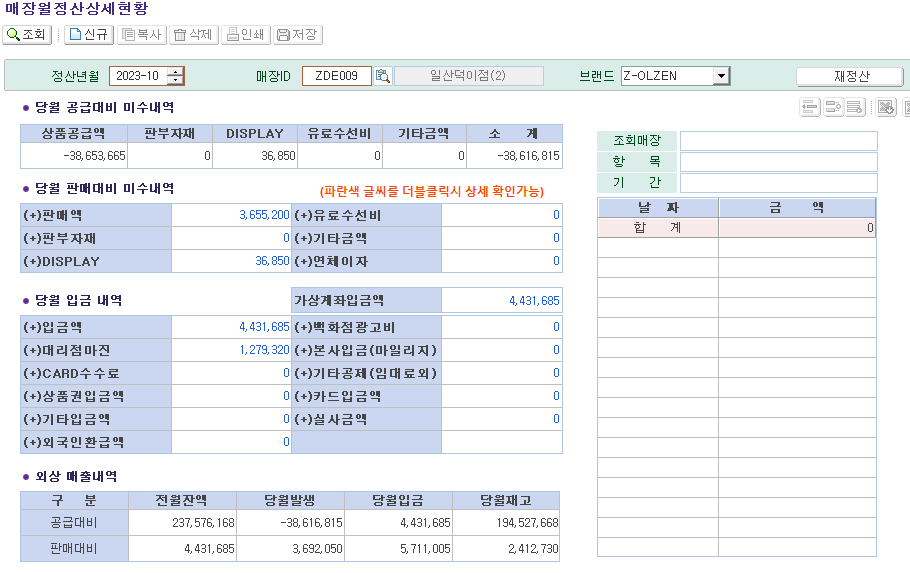 매장월정산상세현황
조회 신규 복사 삭제 인쇄 저장
정산년월 2023-10 매장ID ZDE009 일산덕이점(2) 브랜드 Z-OLZEN 재정산
당월 공급대비 미수내역
상품공급액 판부자재 DISPLAY 유료수선비 기타금액 소 계
-38,653,665 0 36,850 0 0 -38,616,815
당월 판매대비 미수내역 (파란색 글씨를 더블클릭시 상세 확인가능)
(+)판매액 3,655,200 (+)유료수선비 0
(+)판부자재 0 (+)기타금액 0
(+)DISPLAY 36,850 (+)연체이자 0
당월 입금 내역 가상계좌입금액 4,431,685
(+)입금액 4,431,685 (+)백화점광고비 0
(+)대리점마진 1,279,320 (+)본사입금(마일리지) 0
(+)CARD수수료 0 (+)기타공제(임대료외) 0
(+)상품권입금액 0 (+)카드입금액 0
(+)기타입금액 0 (+)실사금액 0
(+)외국인환급액 0
외상 매출내역
구 분 전월잔액 당월발생 당월입금 당월재고
공급대비 237,576,168 -38,616,815 4,431,685 194,527,668
판매대비 4,431,685 3,692,050 5,711,005 2,412,730
조회매장
항 목
기 간
날 자 금 액
합 계 0